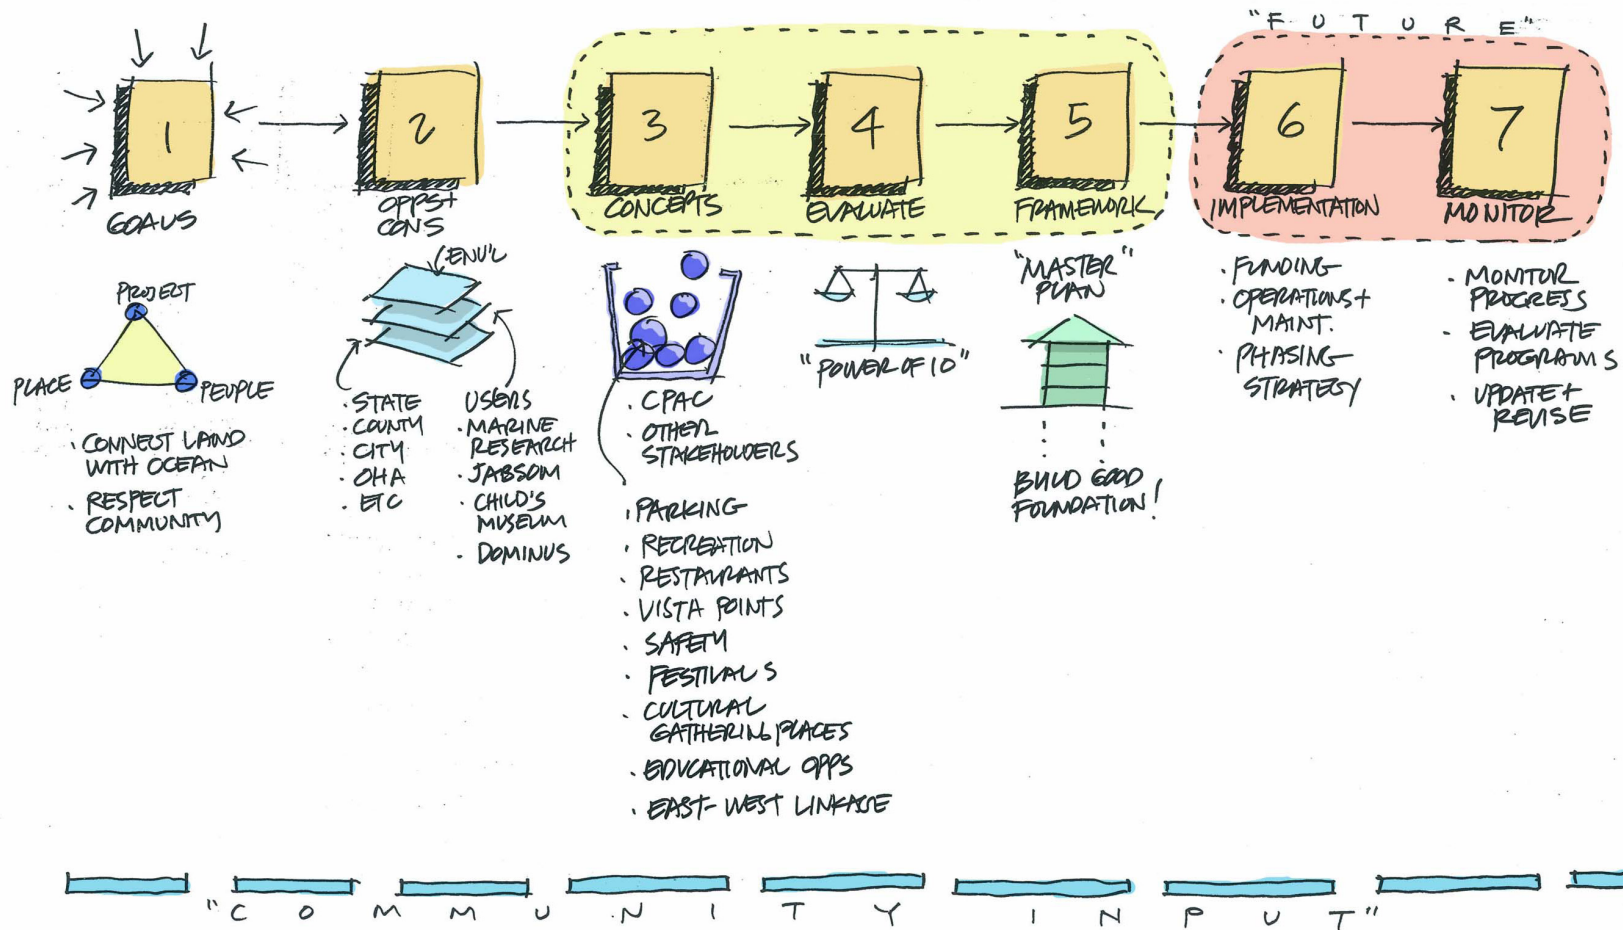 "FUTURE"
1
2
3
4
5
6
7
GOALS
OPPS+
CONS
CONCEPTS
EVALUATE
FRAMEWORK
IMPLEMENTATION
MONITOR
PROJECT
PLACE
PEOPLE
· CONNECT LAND
WITH OCEAN
· RESPECT
COMMUNITY
ENV'L
· STATE
· COUNTY
· CITY
· OHA
· ETC
USERS
· MARINE
RESEARCH
· JABSOM
· CHILD'S
MUSEUM
· DOMINUS
· CPAC
· OTHER
STAKEHOLDERS
· PARKING
· RECREATION
· RESTAURANTS
· VISTA POINTS
· SAFETY
· FESTIVALS
· CULTURAL
GATHERING PLACES
· EDUCATIONAL OPPS
· EAST-WEST LINKAGE
"POWER OF 10"
"MASTER"
PLAN
BUILD GOOD
FOUNDATION!
· FUNDING
· OPERATIONS +
MAINT.
· PHASING
STRATEGY
· MONITOR
PROGRESS
· EVALUATE
PROGRAMS
· UPDATE +
REVISE
"COMMUNITY INPUT"